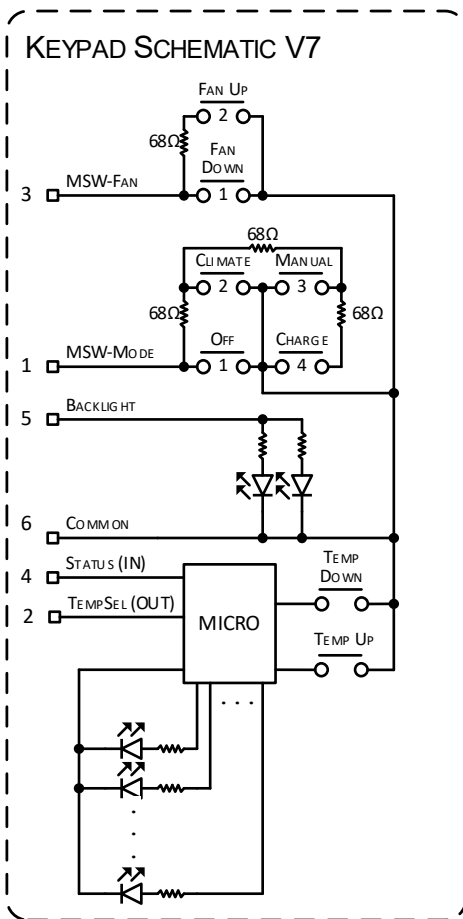 KEYPAD SCHEMATIC V7
FAN UP
2
68Ω
FAN
DOWN
3 MSW-FAN
1
68Ω
CLIMATE MANUAL
2 3
68Ω 68Ω
OFF CHARGE
1 MSW-MODE
1 4
5 BACKLIGHT
6 COMMON
4 STATUS (IN)
TEMP
DOWN
2 TEMPSEL (OUT)
MICRO
TEMP UP
. . .